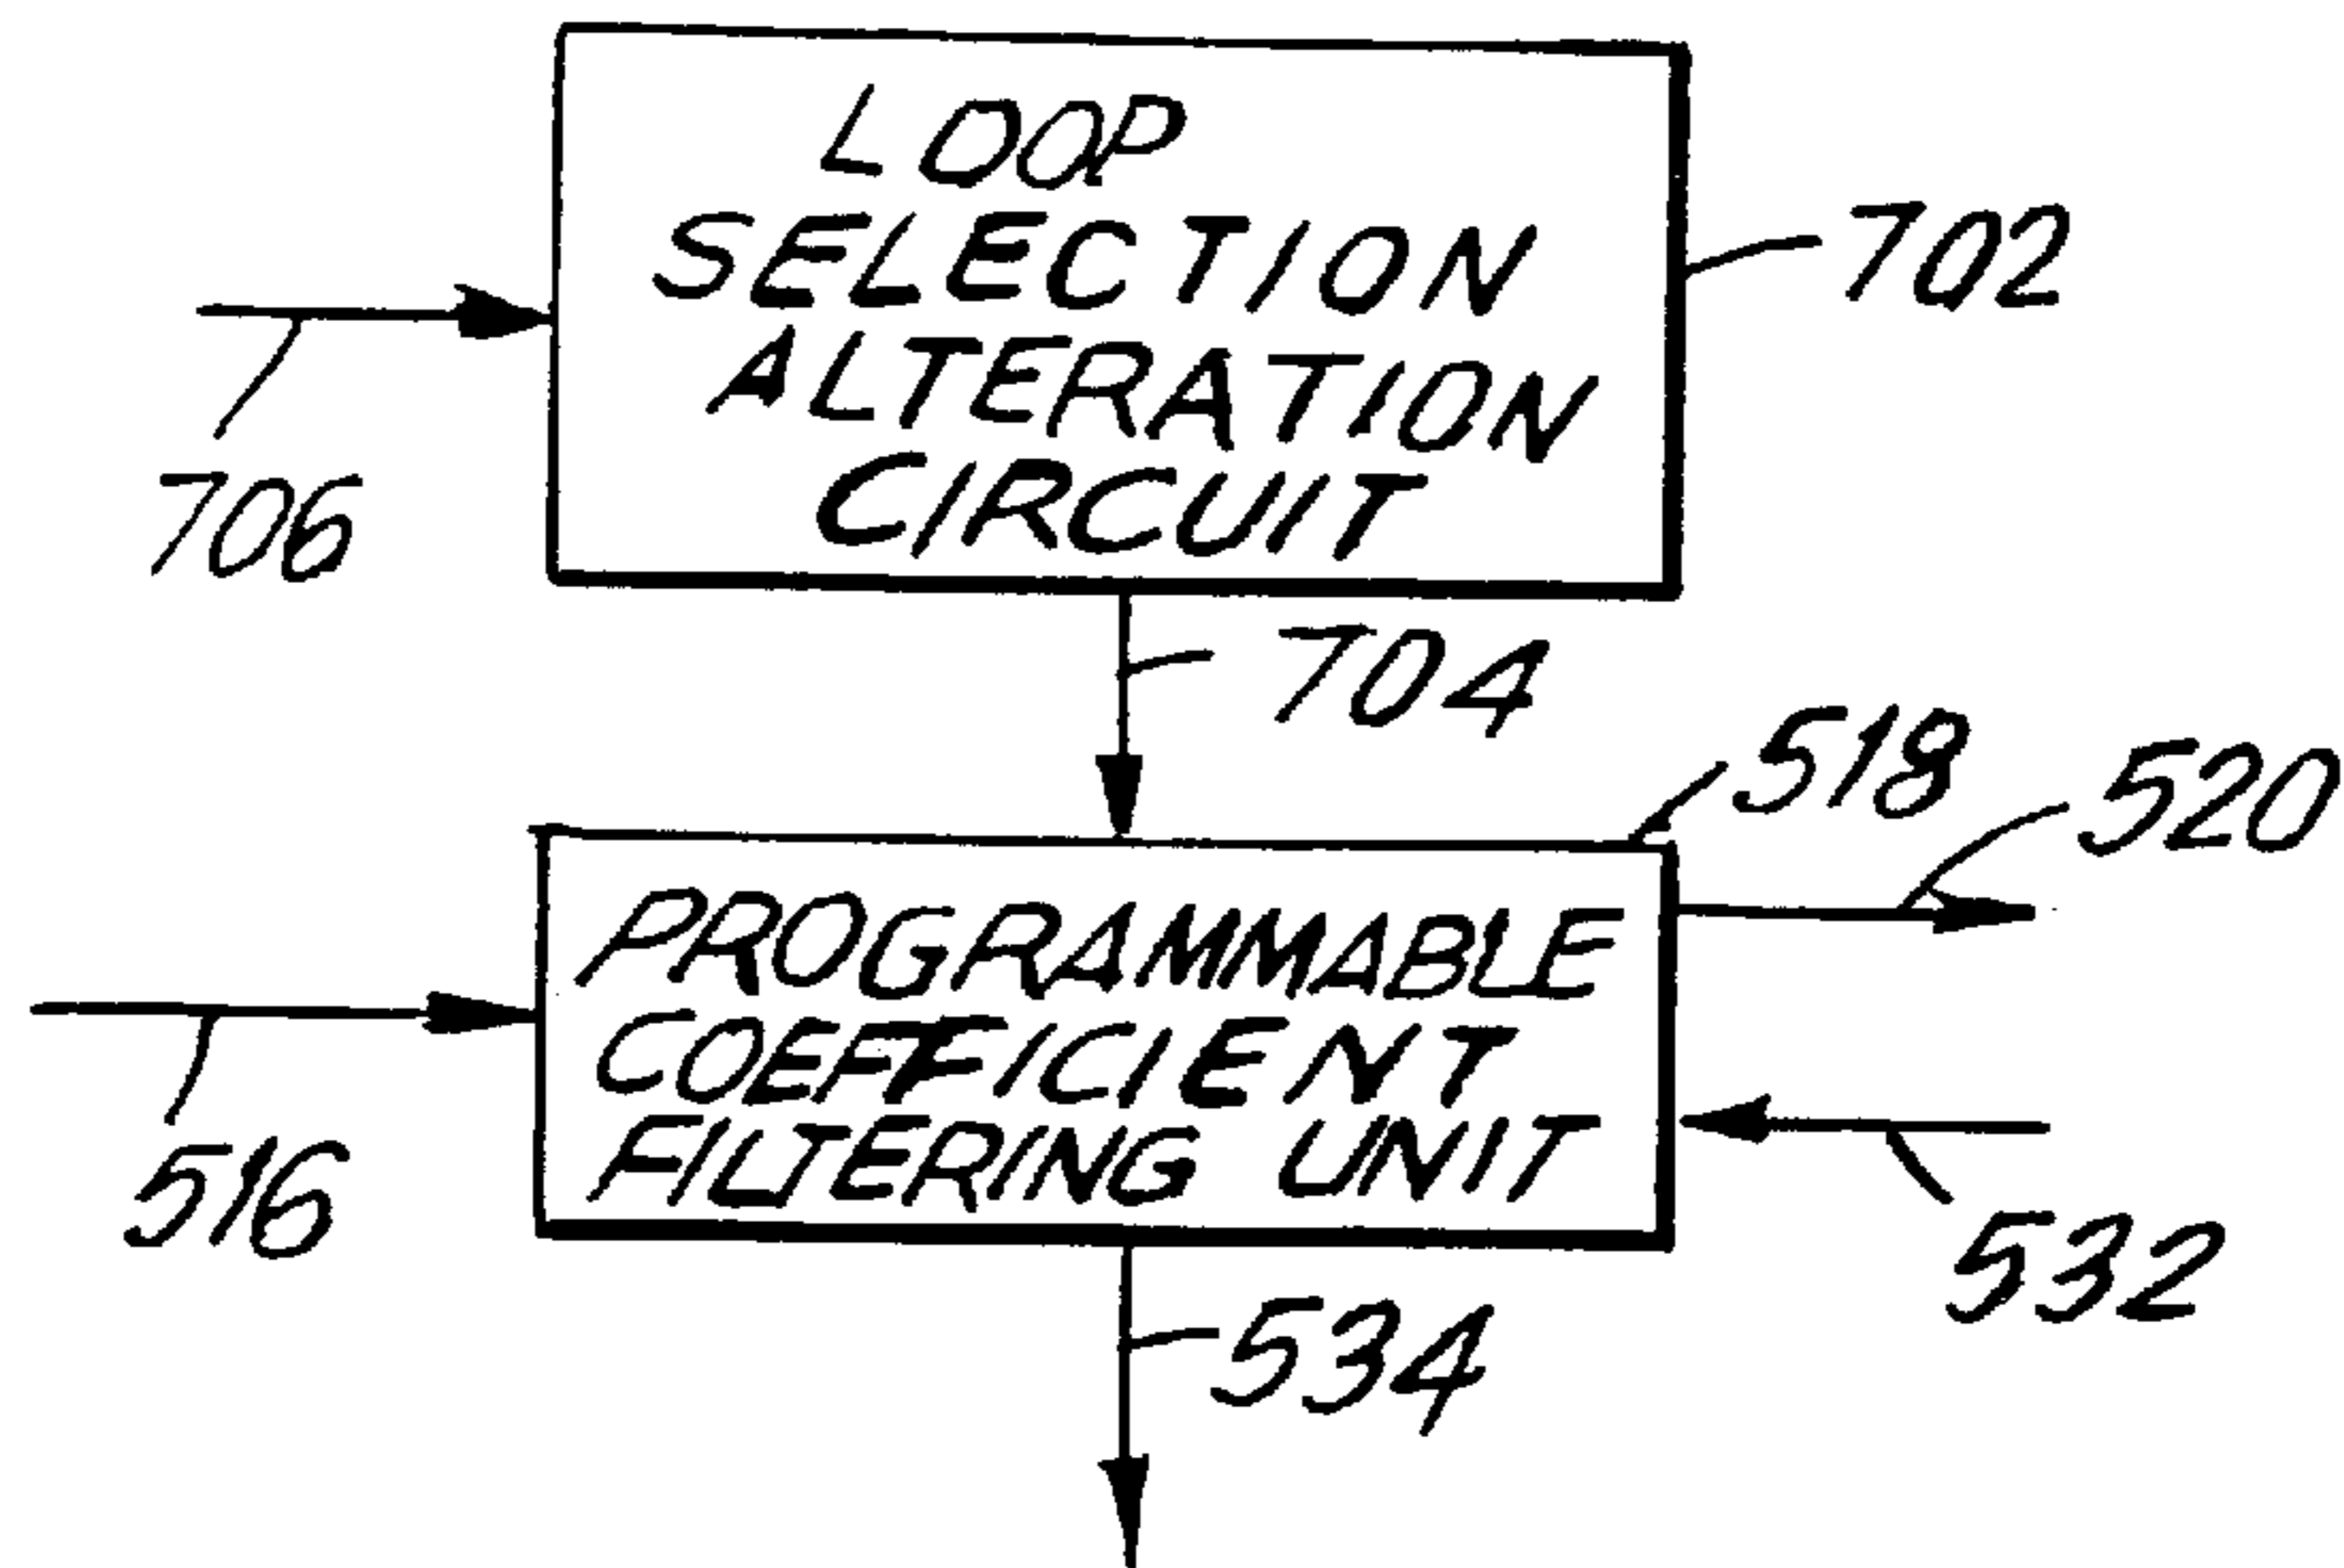 LOOP
SELECTION
ALTERATION
CIRCUIT
702
706
704
518
520
PROGRAMMABLE
COEFFICIENT
FILTERING UNIT
516
532
534